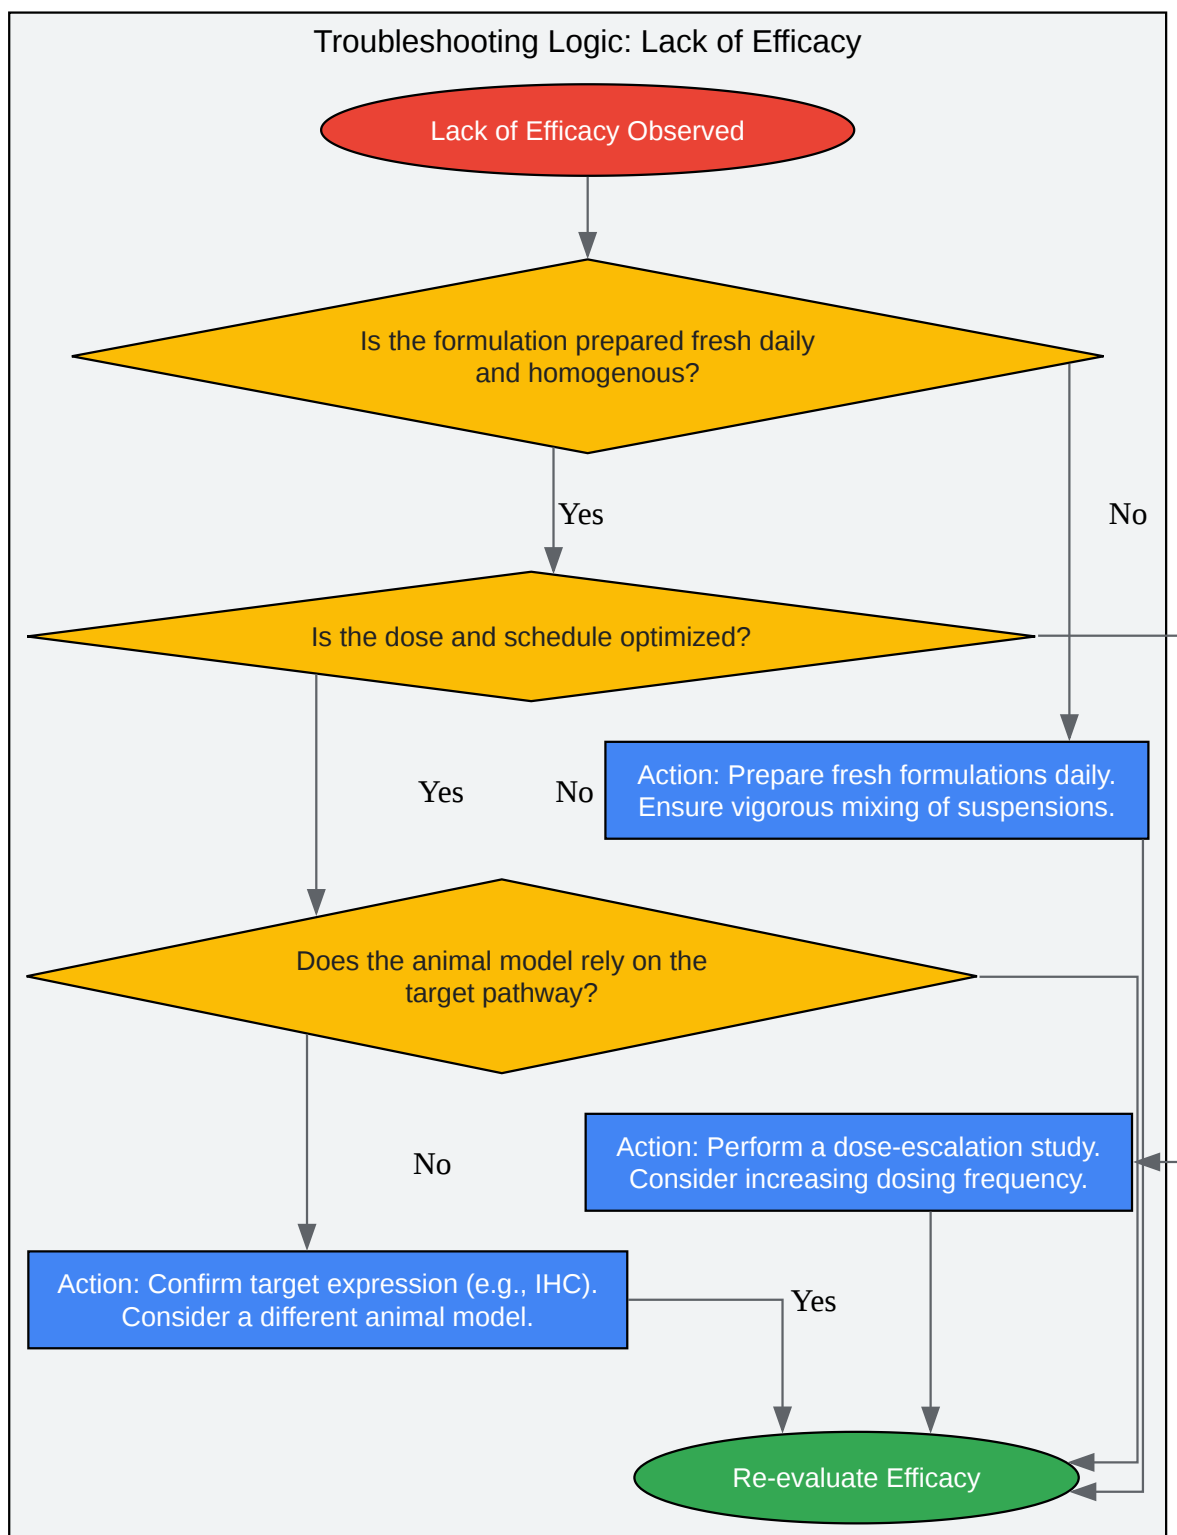 Troubleshooting Logic: Lack of Efficacy
Lack of Efficacy Observed
Is the formulation prepared fresh daily
and homogenous?
Yes
No
Is the dose and schedule optimized?
Action: Prepare fresh formulations daily.
Ensure vigorous mixing of suspensions.
Yes
No
Does the animal model rely on the
target pathway?
Action: Perform a dose-escalation study.
Consider increasing dosing frequency.
No
Action: Confirm target expression (e.g., IHC).
Consider a different animal model.
Yes
Re-evaluate Efficacy